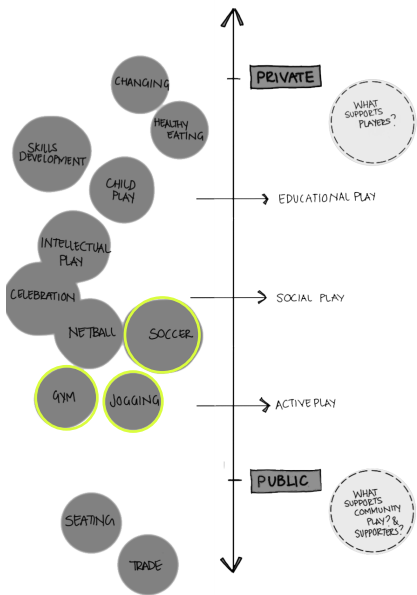 CHANGING
PRIVATE
WHAT
SUPPORTS
PLAYERS?
HEALTHY
EATING
SKILLS
DEVELOPMENT
CHILD
PLAY
EDUCATIONAL PLAY
INTELLECTUAL
PLAY
CELEBRATION
SOCIAL PLAY
NETBALL
SOCCER
GYM
JOGGING
ACTIVE PLAY
PUBLIC
WHAT
SUPPORTS
COMMUNITY
PLAY? &
SUPPORTERS?
SEATING
TRADE